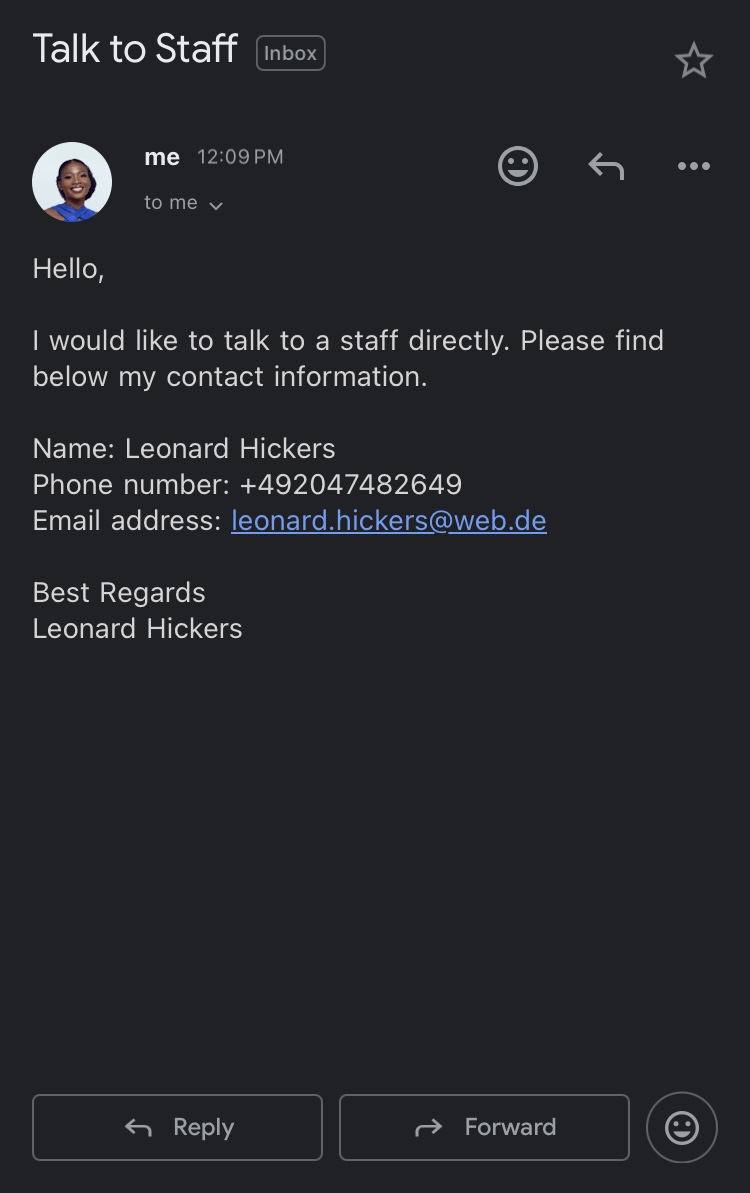 Talk to Staff Inbox
me 12:09 PM
to me
Hello,
I would like to talk to a staff directly. Please find
below my contact information.
Name: Leonard Hickers
Phone number: +492047482649
Email address: leonard.hickers@web.de
Best Regards
Leonard Hickers
Reply Forward